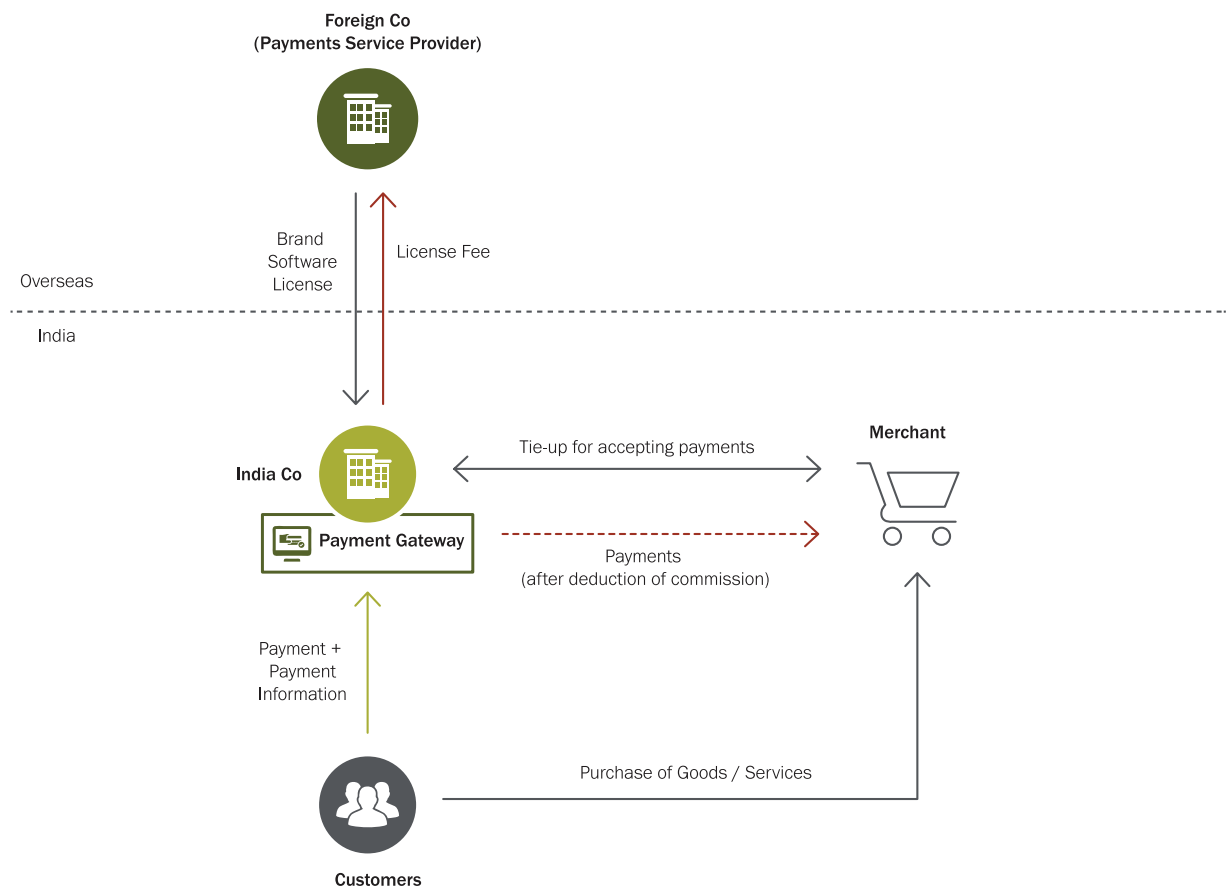 Foreign Co
(Payments Service Provider)
Brand
Software
License
License Fee
Overseas
India
India Co
Payment Gateway
Tie-up for accepting payments
Merchant
Payments
(after deduction of commission)
Payment +
Payment
Information
Purchase of Goods / Services
Customers